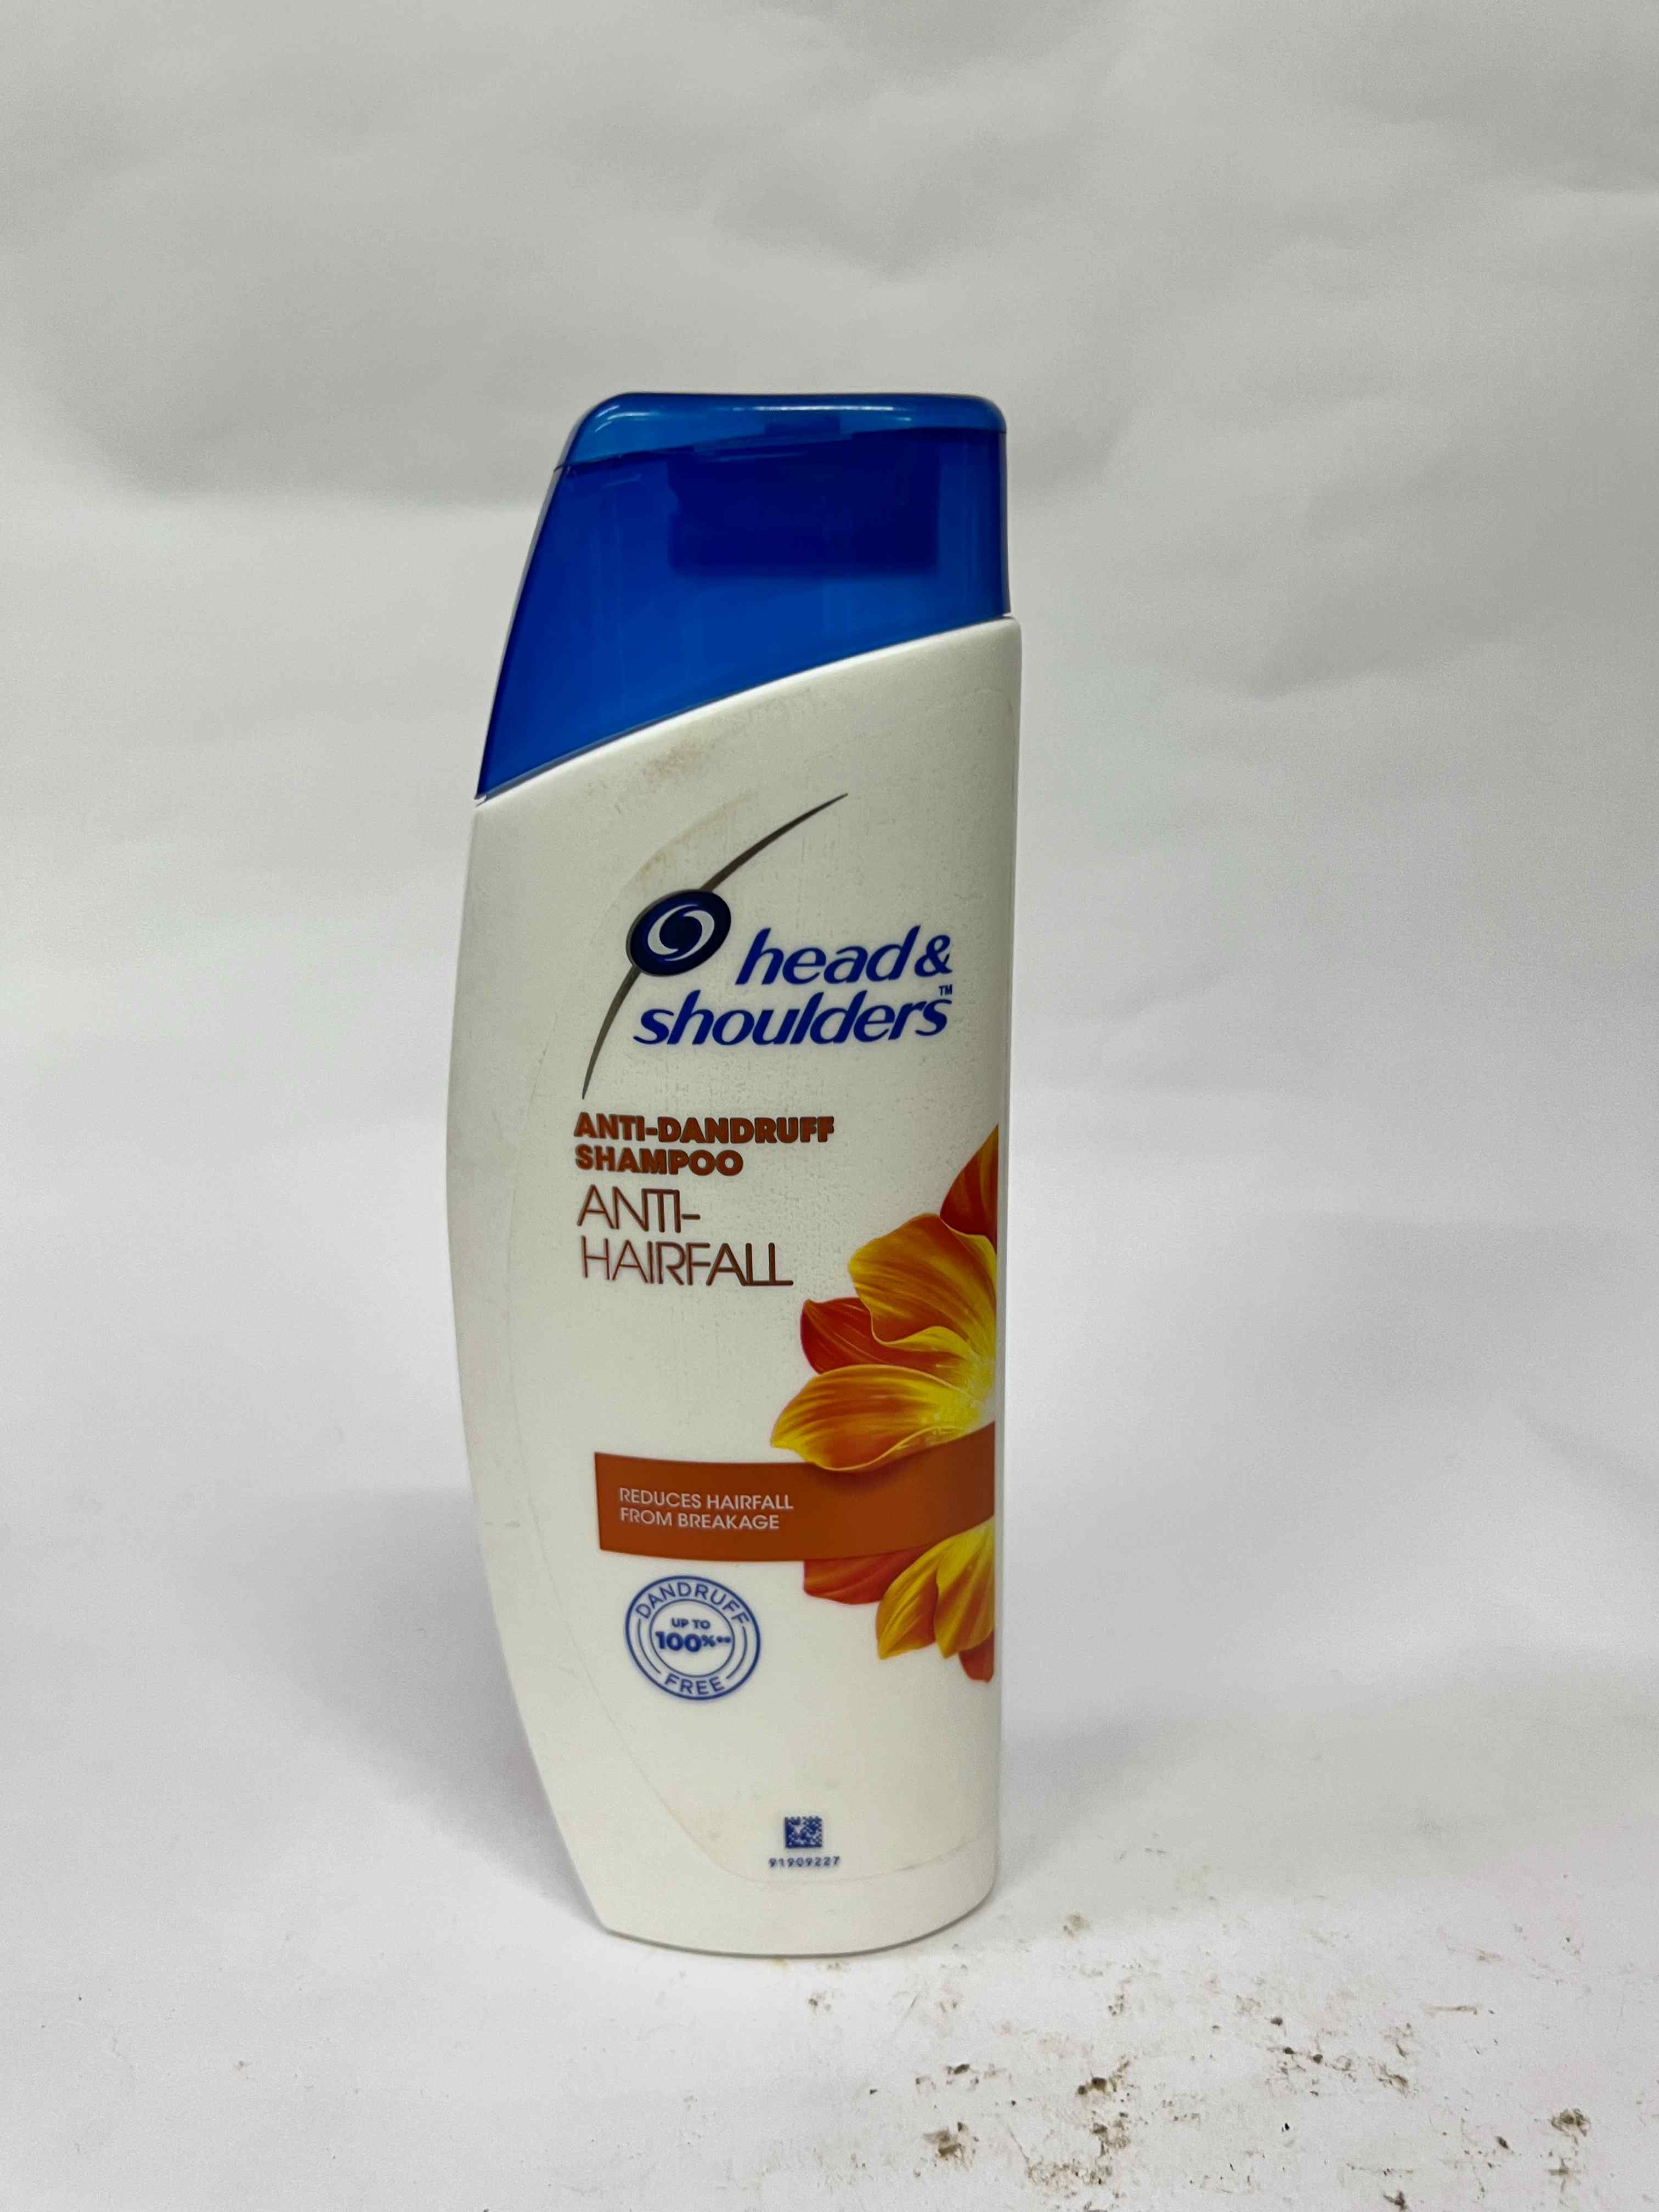 head &
shoulders™
ANTI-DANDRUFF
SHAMPOO
ANTI-
HAIRFALL
REDUCES HAIRFALL
FROM BREAKAGE
DANDRUFF
UP TO
100%**
FREE
91909227